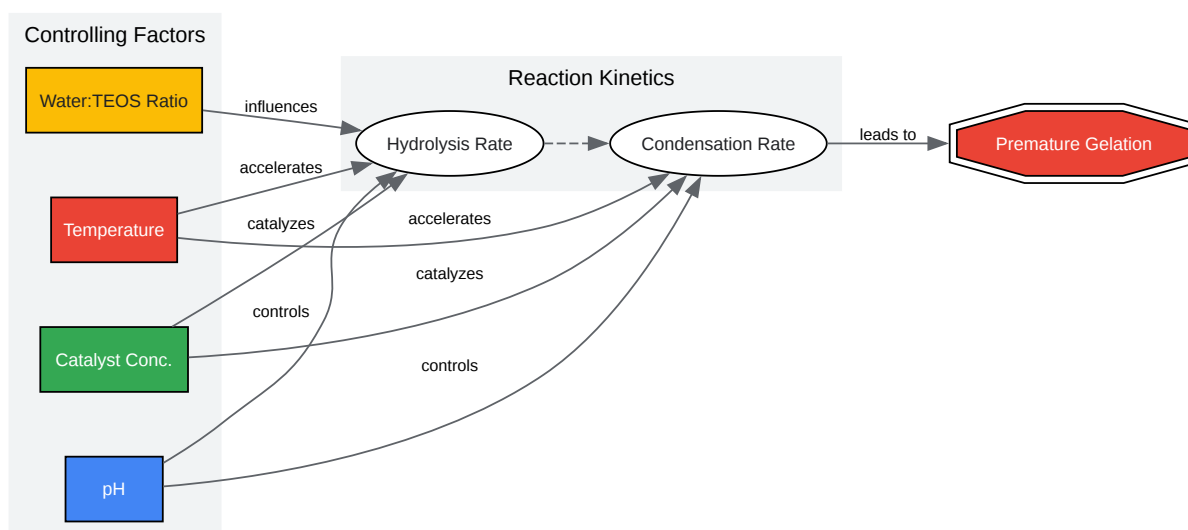 Controlling Factors
Water:TEOS Ratio
Temperature
Catalyst Conc.
pH
influences
accelerates
catalyzes
controls
Reaction Kinetics
Hydrolysis Rate
Condensation Rate
accelerates
catalyzes
controls
leads to
Premature Gelation